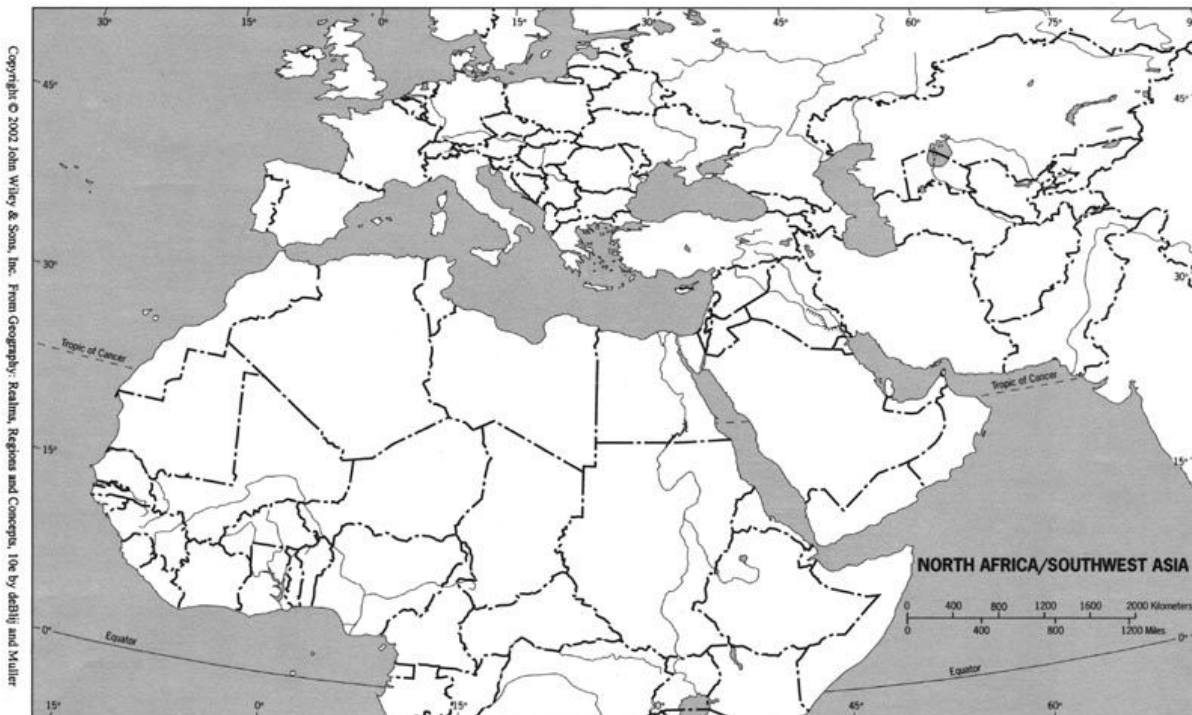 30° 15° 0° 15° 30° 45° 60° 75° 9
45°
45°
30°
30°
Tropic of Cancer
Tropic of Cancer
15°
15°
NORTH AFRICA/SOUTHWEST ASIA
0 400 800 1200 1600 2000 Kilometers
0 400 800 1200 Miles
0°
0°
Equator
Equator
15° 0° 15° 30° 45° 60°
Copyright © 2002 John Wiley & Sons, Inc. From Geography: Realms, Regions and Concepts, 10e by deBlij and Muller